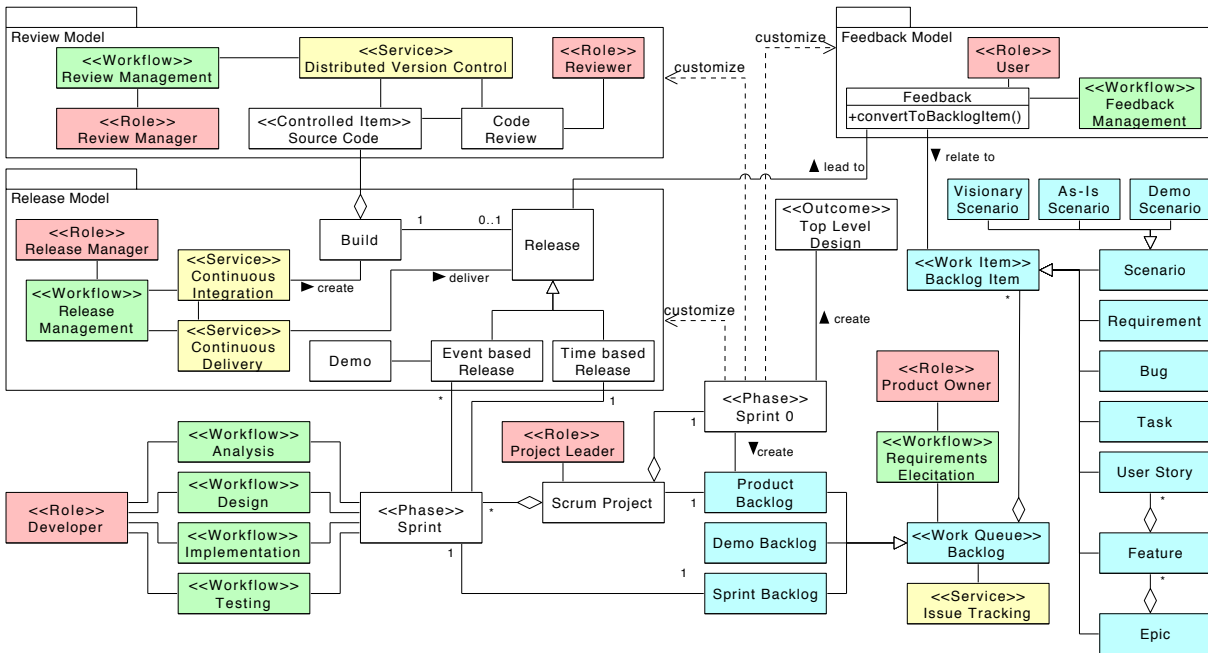 Review Model
<<Workflow>>
Review Management
<<Role>>
Review Manager
<<Service>>
Distributed Version Control
<<Role>>
Reviewer
<<Controlled Item>>
Source Code
Code
Review
customize
customize
Feedback Model
<<Role>>
User
Feedback
+convertToBacklogItem()
<<Workflow>>
Feedback
Management
lead to
relate to
Release Model
<<Role>>
Release Manager
<<Workflow>>
Release
Management
<<Service>>
Continuous
Integration
<<Service>>
Continuous
Delivery
Build
1
0..1
Release
create
deliver
Demo
Event based
Release
Time based
Release
customize
*
1
<<Outcome>>
Top Level
Design
create
Visionary
Scenario
As-Is
Scenario
Demo
Scenario
<<Work Item>>
Backlog Item
*
Scenario
Requirement
Bug
Task
User Story
*
Feature
*
Epic
<<Role>>
Product Owner
<<Workflow>>
Requirements
Elecitation
<<Phase>>
Sprint 0
1
create
<<Role>>
Project Leader
Scrum Project
1
*
Product
Backlog
Demo Backlog
Sprint Backlog
<<Work Queue>>
Backlog
<<Service>>
Issue Tracking
<<Role>>
Developer
<<Workflow>>
Analysis
<<Workflow>>
Design
<<Workflow>>
Implementation
<<Workflow>>
Testing
<<Phase>>
Sprint
1
1